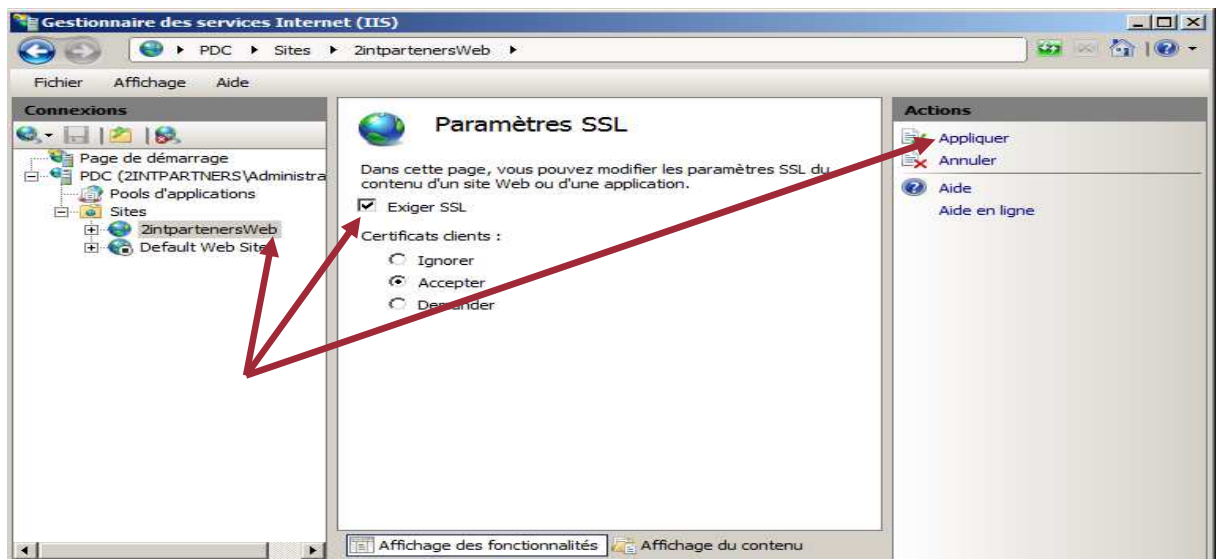 Gestionnaire des services Internet (IIS)
PDC Sites 2intpartenersWeb
Fichier Affichage Aide
Connexions
Page de démarrage
PDC (2INTPARTNERS\Administra
Pools d'applications
Sites
2intpartenersWeb
Default Web Site
Paramètres SSL
Dans cette page, vous pouvez modifier les paramètres SSL du
contenu d'un site Web ou d'une application.
Exiger SSL
Certificats clients :
Ignorer
Accepter
Demander
Affichage des fonctionnalités Affichage du contenu
Actions
Appliquer
Annuler
Aide
Aide en ligne